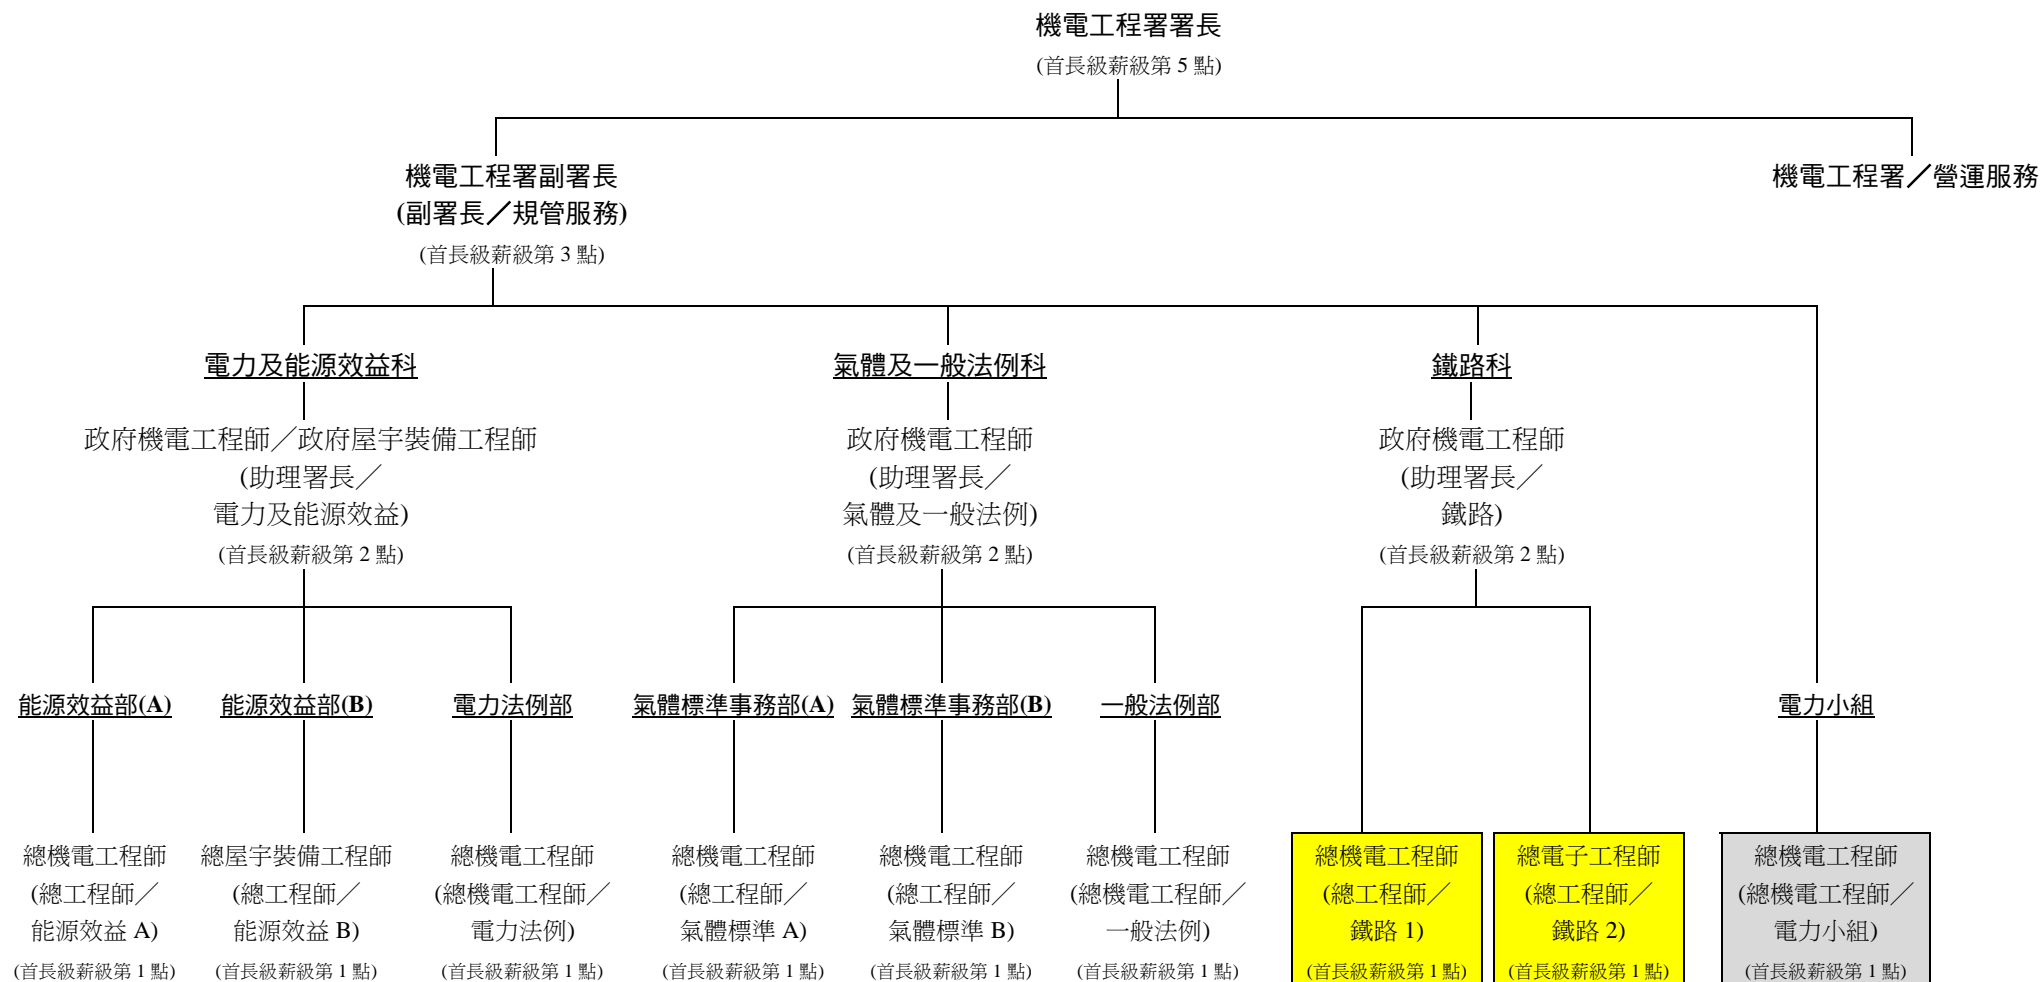 機電工程署署長
(首長級薪級第 5 點)
機電工程署副署長
(副署長／規管服務)
(首長級薪級第 3 點)
機電工程署／營運服務
電力及能源效益科
政府機電工程師／政府屋宇裝備工程師
(助理署長／
電力及能源效益)
(首長級薪級第 2 點)
氣體及一般法例科
政府機電工程師
(助理署長／
氣體及一般法例)
(首長級薪級第 2 點)
鐵路科
政府機電工程師
(助理署長／
鐵路)
(首長級薪級第 2 點)
能源效益部(A)
總機電工程師
(總工程師／
能源效益 A)
(首長級薪級第 1 點)
能源效益部(B)
總屋宇裝備工程師
(總工程師／
能源效益 B)
(首長級薪級第 1 點)
電力法例部
總機電工程師
(總機電工程師／
電力法例)
(首長級薪級第 1 點)
氣體標準事務部(A)
總機電工程師
(總工程師／
氣體標準 A)
(首長級薪級第 1 點)
氣體標準事務部(B)
總機電工程師
(總工程師／
氣體標準 B)
(首長級薪級第 1 點)
一般法例部
總機電工程師
(總機電工程師／
一般法例)
(首長級薪級第 1 點)
總機電工程師
(總工程師／
鐵路 1)
(首長級薪級第 1 點)
總電子工程師
(總工程師／
鐵路 2)
(首長級薪級第 1 點)
電力小組
總機電工程師
(總機電工程師／
電力小組)
(首長級薪級第 1 點)